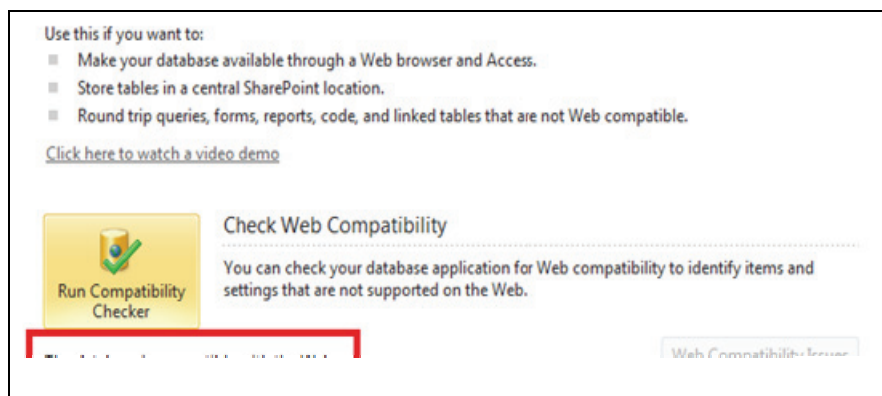 Use this if you want to:
Make your database available through a Web browser and Access.
Store tables in a central SharePoint location.
Round trip queries, forms, reports, code, and linked tables that are not Web compatible.
Click here to watch a video demo
Check Web Compatibility
You can check your database application for Web compatibility to identify items and
settings that are not supported on the Web.
Run Compatibility
Checker
Web Compatibility Issues